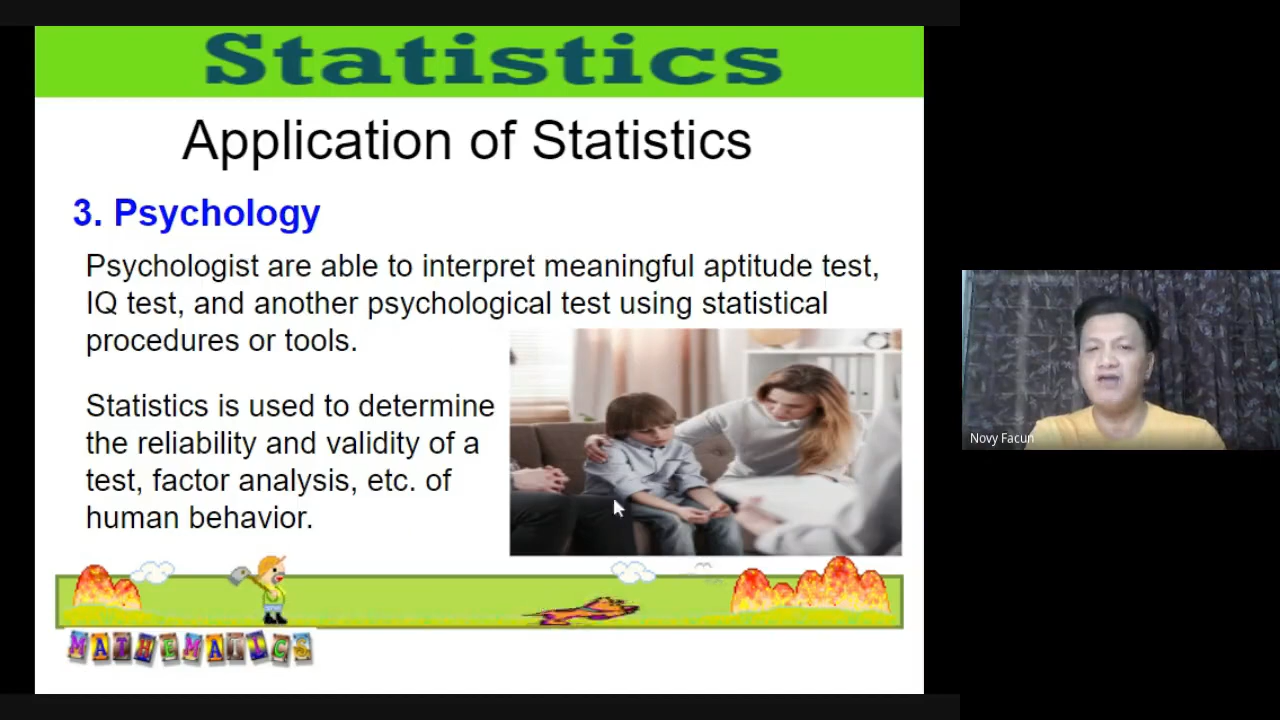 Statistics
Application of Statistics
3. Psychology
Psychologist are able to interpret meaningful aptitude test,
IQ test, and another psychological test using statistical
procedures or tools.
Statistics is used to determine
the reliability and validity of a
test, factor analysis, etc. of
human behavior.
MATHEMATICS
Novy Facun